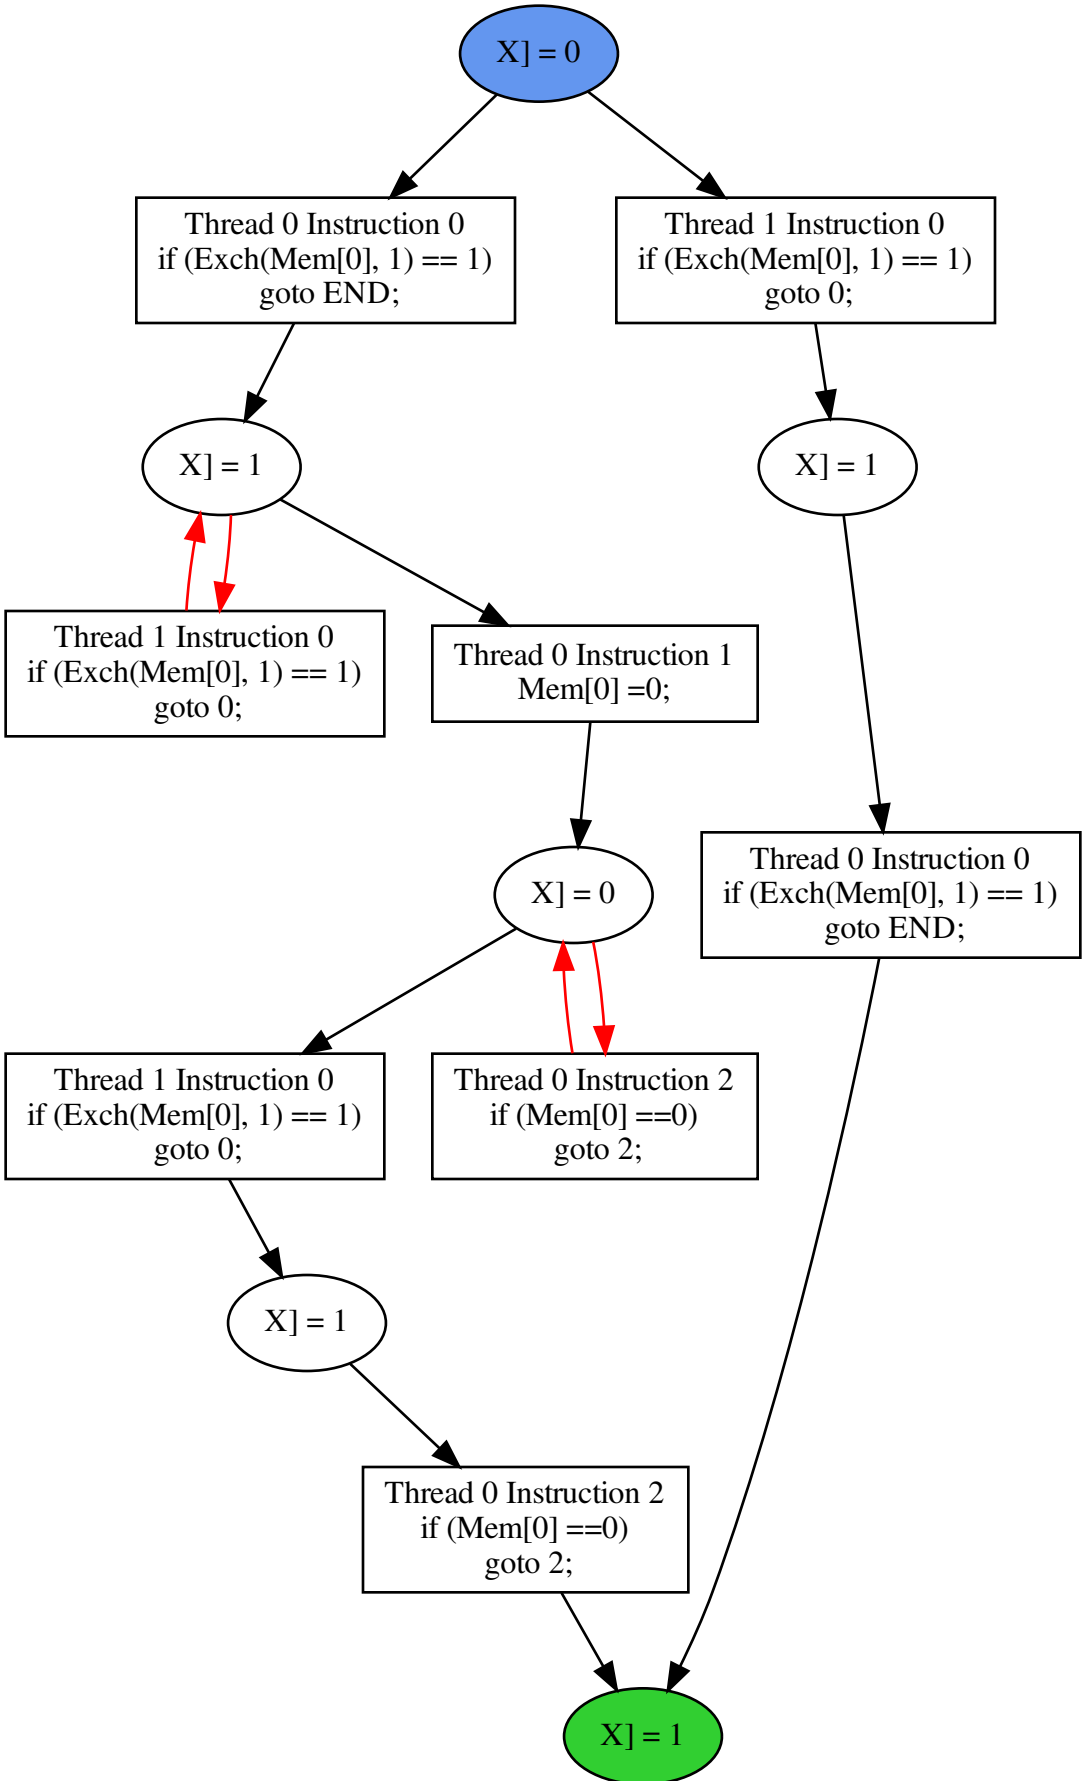 X] = 0
Thread 0 Instruction 0
if (Exch(Mem[0], 1) == 1)
goto END;
Thread 1 Instruction 0
if (Exch(Mem[0], 1) == 1)
goto 0;
X] = 1
X] = 1
Thread 1 Instruction 0
if (Exch(Mem[0], 1) == 1)
goto 0;
Thread 0 Instruction 1
Mem[0] =0;
X] = 0
Thread 0 Instruction 0
if (Exch(Mem[0], 1) == 1)
goto END;
Thread 1 Instruction 0
if (Exch(Mem[0], 1) == 1)
goto 0;
Thread 0 Instruction 2
if (Mem[0] ==0)
goto 2;
X] = 1
Thread 0 Instruction 2
if (Mem[0] ==0)
goto 2;
X] = 1